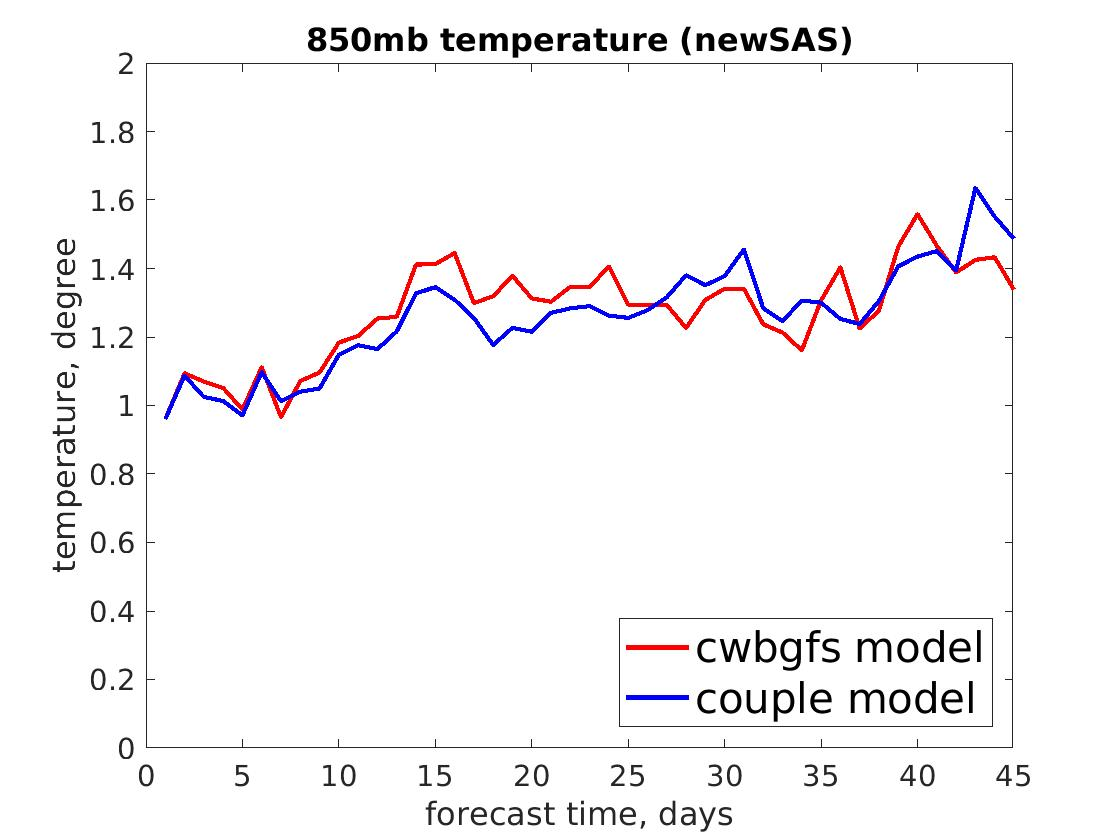 850mb temperature (newSAS)
2
1.8
1.6
1.4
1.2
1
0.8
0.6
0.4
0.2
0
temperature, degree
cwbgfs model
couple model
0 5 10 15 20 25 30 35 40 45
forecast time, days